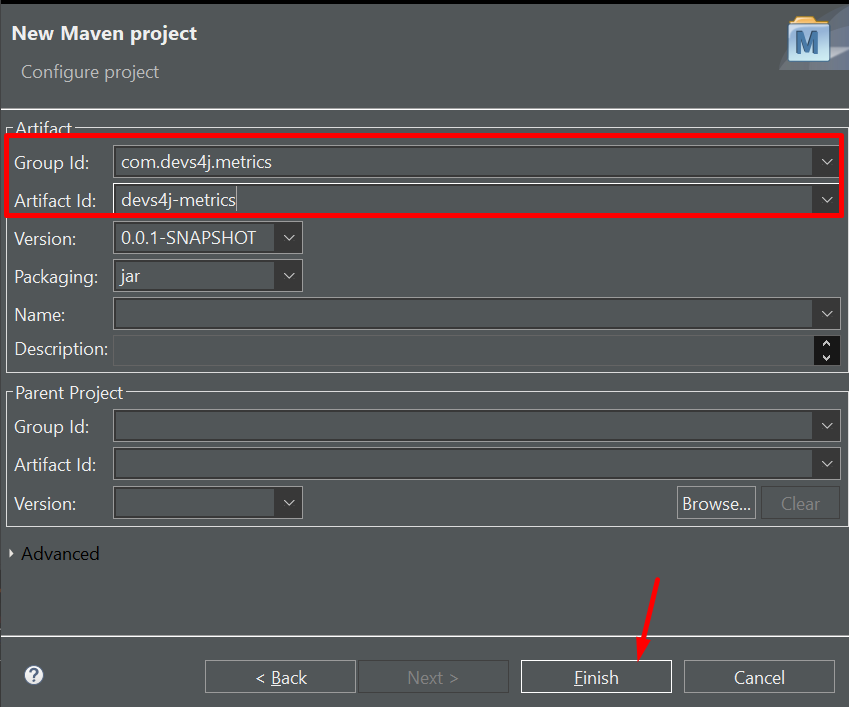 New Maven project
Configure project
M
Artifact
Group Id: com.devs4j.metrics
Artifact Id: devs4j-metrics
Version: 0.0.1-SNAPSHOT
Packaging: jar
Name:
Description:
Parent Project
Group Id:
Artifact Id:
Version: Browse... Clear
Advanced
? < Back Next > Finish Cancel